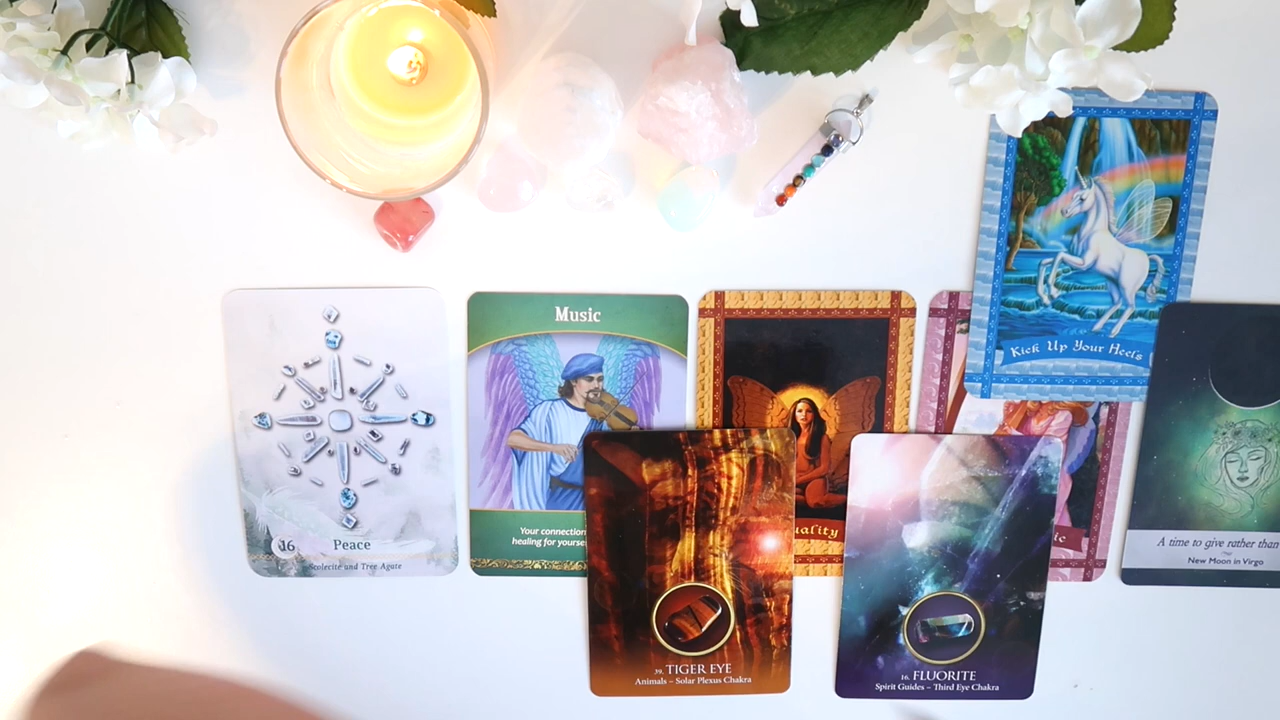 16 Peace
Scolecite and Tree Agate
Music
Your connection
healing for yourse
uality
ic
Kick Up Your Heels
A time to give rather than
New Moon in Virgo
39. TIGER EYE
Animals – Solar Plexus Chakra
16. FLUORITE
Spirit Guides – Third Eye Chakra